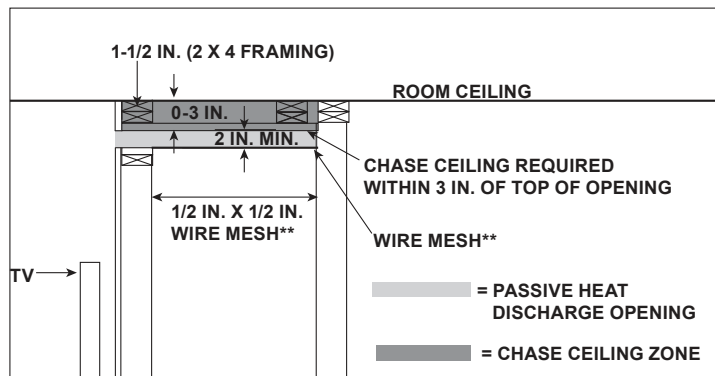 1-1/2 IN. (2 X 4 FRAMING)
ROOM CEILING
0-3 IN.
2 IN. MIN.
CHASE CEILING REQUIRED
WITHIN 3 IN. OF TOP OF OPENING
1/2 IN. X 1/2 IN.
WIRE MESH**
WIRE MESH**
TV
= PASSIVE HEAT
DISCHARGE OPENING
= CHASE CEILING ZONE